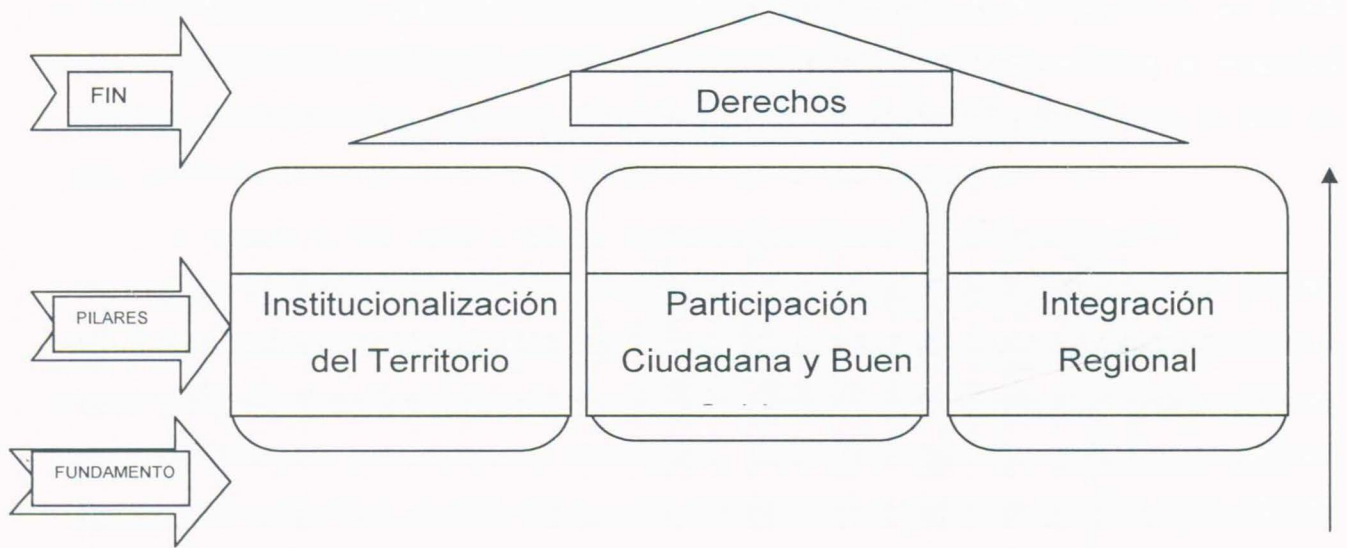 FIN
Derechos
PILARES
Institucionalización
del Territorio
Participación
Ciudadana y Buen
Integración
Regional
FUNDAMENTO